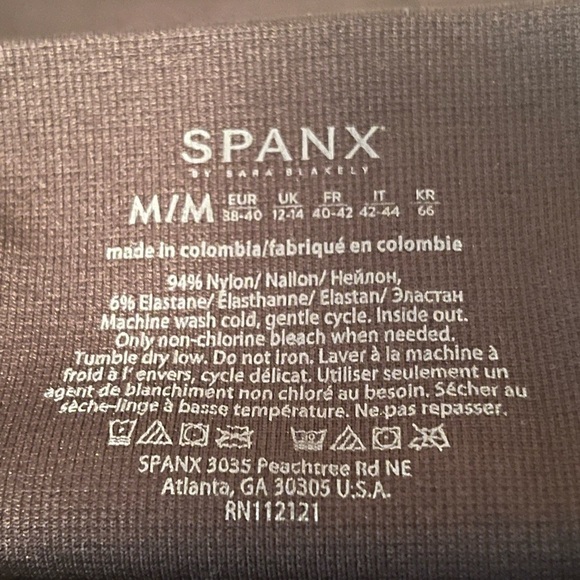 SPANX
BY SARA BLAKELY
M/M EUR 38-40 UK 12-14 FR 40-42 IT 42-44 KR 66
made in colombia/fabriqué en colombie
94% Nylon/ Nallon/ Нейлон,
6% Elastane/ Élasthanne/ Elastan/ Эластан
Machine wash cold, gentle cycle. Inside out.
Only non-chlorine bleach when needed.
Tumble dry low. Do not iron. Laver à la machine à
froid à l'envers, cycle délicat. Utiliser seulement un
agent de blanchiment non chloré au besoin. Sécher au
sèche-linge à basse température. Ne pas repasser.
SPANX 3035 Peachtree Rd NE
Atlanta, GA 30305 U.S.A.
RN112121